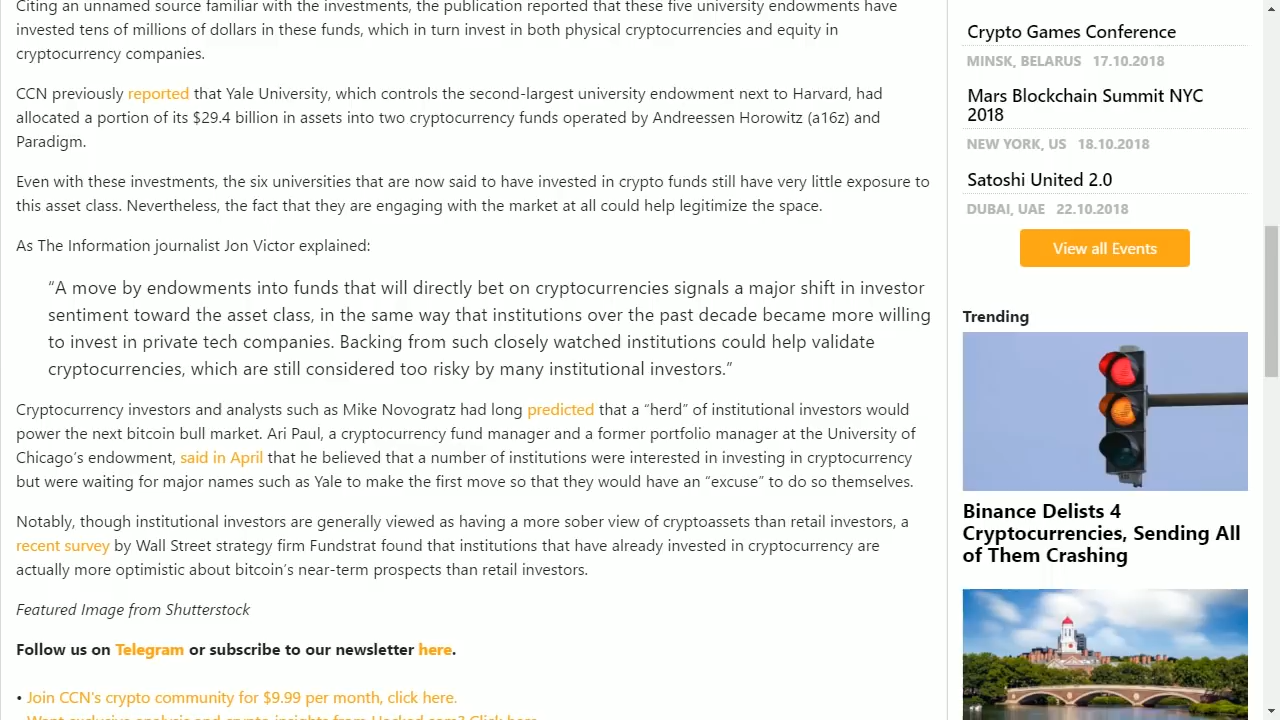 Citing an unnamed source familiar with the investments, the publication reported that these five university endowments have
invested tens of millions of dollars in these funds, which in turn invest in both physical cryptocurrencies and equity in
cryptocurrency companies.
CCN previously reported that Yale University, which controls the second-largest university endowment next to Harvard, had
allocated a portion of its $29.4 billion in assets into two cryptocurrency funds operated by Andreessen Horowitz (a16z) and
Paradigm.
Even with these investments, the six universities that are now said to have invested in crypto funds still have very little exposure to
this asset class. Nevertheless, the fact that they are engaging with the market at all could help legitimize the space.
As The Information journalist Jon Victor explained:
“A move by endowments into funds that will directly bet on cryptocurrencies signals a major shift in investor
sentiment toward the asset class, in the same way that institutions over the past decade became more willing
to invest in private tech companies. Backing from such closely watched institutions could help validate
cryptocurrencies, which are still considered too risky by many institutional investors.”
Cryptocurrency investors and analysts such as Mike Novogratz had long predicted that a “herd” of institutional investors would
power the next bitcoin bull market. Ari Paul, a cryptocurrency fund manager and a former portfolio manager at the University of
Chicago’s endowment, said in April that he believed that a number of institutions were interested in investing in cryptocurrency
but were waiting for major names such as Yale to make the first move so that they would have an “excuse” to do so themselves.
Notably, though institutional investors are generally viewed as having a more sober view of cryptoassets than retail investors, a
recent survey by Wall Street strategy firm Fundstrat found that institutions that have already invested in cryptocurrency are
actually more optimistic about bitcoin’s near-term prospects than retail investors.
Featured Image from Shutterstock
Follow us on Telegram or subscribe to our newsletter here.
• Join CCN's crypto community for $9.99 per month, click here.
Want exclusive analysis and crypto insights from Hacked.com? Click here.
Crypto Games Conference
MINSK, BELARUS 17.10.2018
Mars Blockchain Summit NYC
2018
NEW YORK, US 18.10.2018
Satoshi United 2.0
DUBAI, UAE 22.10.2018
View all Events
Trending
Binance Delists 4
Cryptocurrencies, Sending All
of Them Crashing